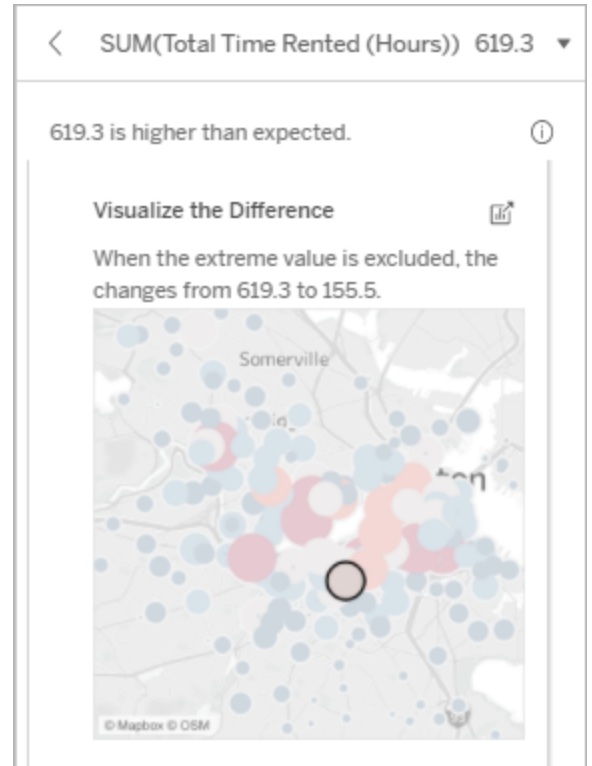 SUM(Total Time Rented (Hours)) 619.3
619.3 is higher than expected.
Visualize the Difference
When the extreme value is excluded, the
changes from 619.3 to 155.5.
Somerville
ton
© Mapbox © OSM